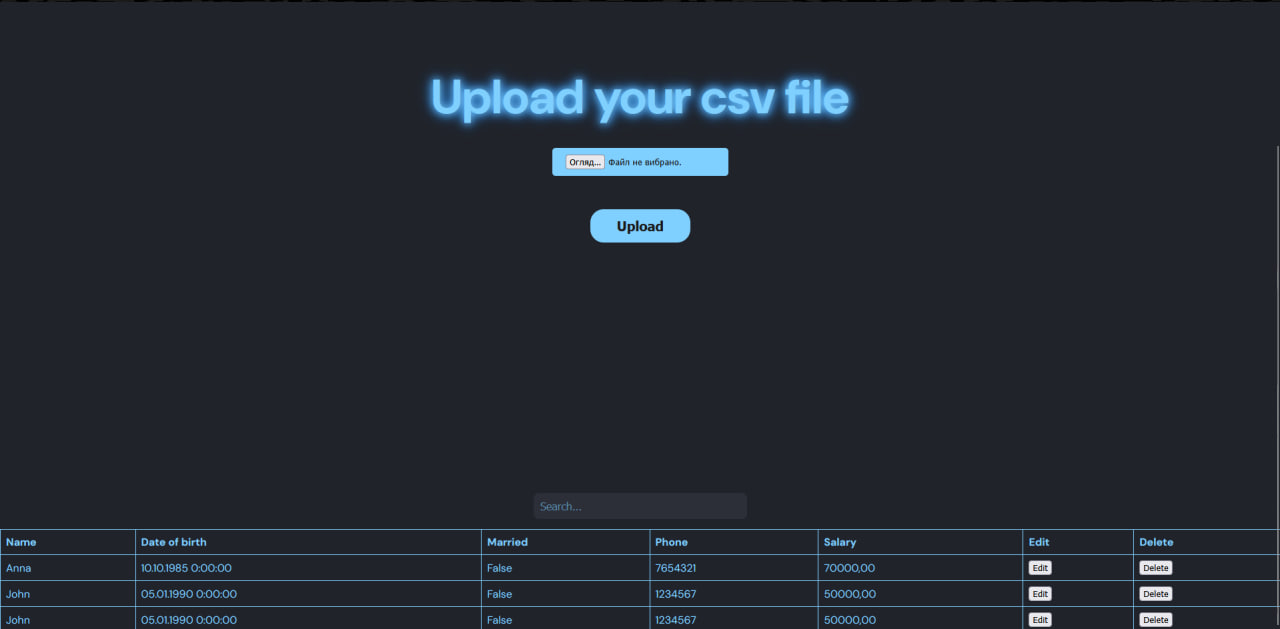 Upload your csv file
Огляд... Файл не вибрано.
Upload
Search...
Name Date of birth Married Phone Salary Edit Delete
Anna 10.10.1985 0:00:00 False 7654321 70000,00 Edit Delete
John 05.01.1990 0:00:00 False 1234567 50000,00 Edit Delete
John 05.01.1990 0:00:00 False 1234567 50000,00 Edit Delete